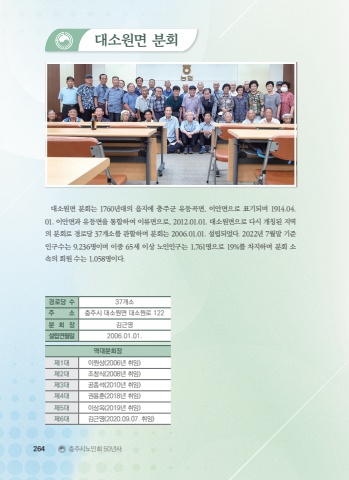 대소원면 분회
농협
대소원면 분회는 1760년대의 읍지에 충주군 유등곡면, 이안면으로 표기되며 1914.04.
01. 이안면과 유등면을 통합하여 이류면으로, 2012.01.01. 대소원면으로 다시 개칭된 지역
의 분회로 경로당 37개소를 관할하며 분회는 2006.01.01. 설립되었다. 2022년 7월말 기준
인구수는 9,236명이며 이중 65세 이상 노인인구는 1,761명으로 19%를 차지하며 분회 소
속의 회원 수는 1,058명이다.
경로당 수 37개소
주 소 충주시 대소원면 대소원로 122
분 회 장 김근영
설립연월일 2006.01.01.
역대분회장
제1대 이원상(2006년 취임)
제2대 조정식(2008년 취임)
제3대 공흥석(2010년 취임)
제4대 권용훈(2018년 취임)
제5대 이상욱(2019년 취임)
제6대 김근영(2020.09.07. 취임)
264 충주시노인회 50년사